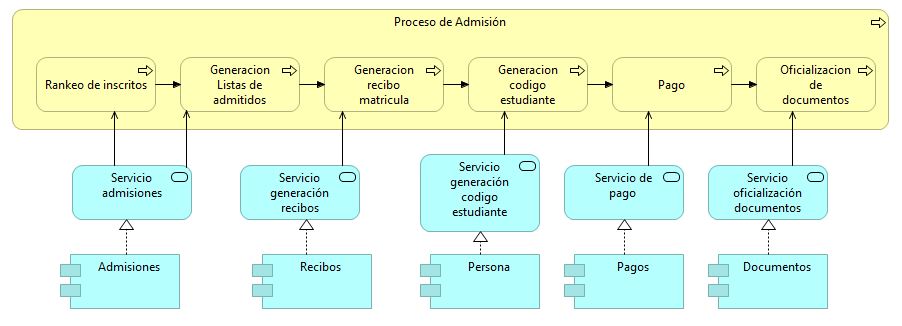 Proceso de Admisión
Rankeo de inscritos
Generacion
Listas de
admitidos
Generacion
recibo
matricula
Generacion
codigo
estudiante
Pago
Oficializacion
de
documentos
Servicio
admisiones
Servicio
generación
recibos
Servicio
generación
codigo
estudiante
Servicio de
pago
Servicio
oficialización
documentos
Admisiones
Recibos
Persona
Pagos
Documentos